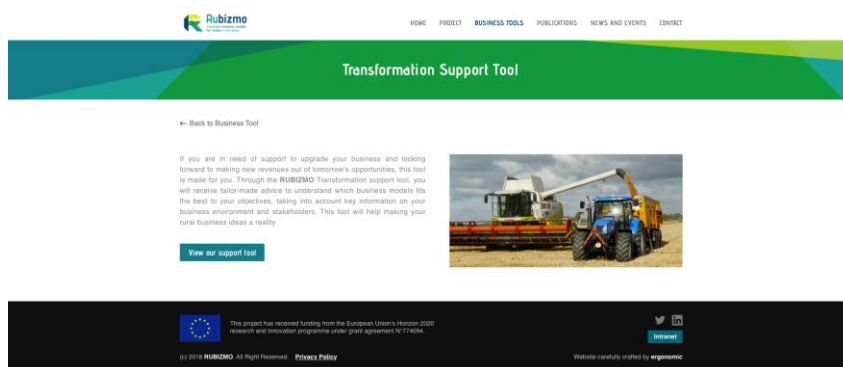 Rubizmo
HOME PROJECT BUSINESS TOOLS PUBLICATIONS NEWS AND EVENTS CONTACT
Transformation Support Tool
← Back to Business Tool
If you are in need of support to upgrade your business and looking
forward to making new revenues out of tomorrow's opportunities, this tool
is made for you. Through the RUBIZMO Transformation support tool, you
will receive tailor-made advice to understand which business models fits
the best to your objectives, taking into account key information on your
business environment and stakeholders. This tool will help making your
rural business ideas a reality
View our support tool
This project has received funding from the European Union's Horizon 2020
research and innovation programme under grant agreement N°774094.
Intranet
(c) 2018 RUBIZMO. All Right Reserved. Privacy Policy
Website carefully crafted by ergonomic